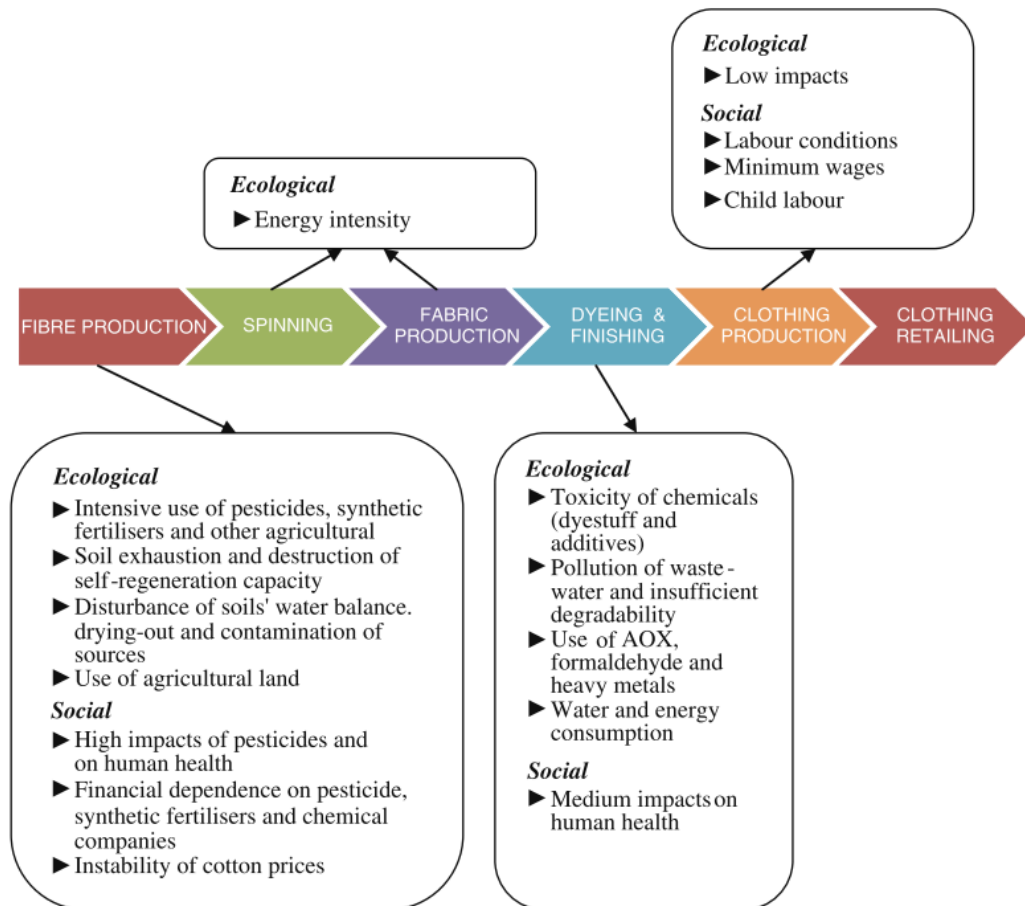 Ecological
►Low impacts
Social
►Labour conditions
►Minimum wages
►Child labour
Ecological
►Energy intensity
FIBRE PRODUCTION
SPINNING
FABRIC
PRODUCTION
DYEING &
FINISHING
CLOTHING
PRODUCTION
CLOTHING
RETAILING
Ecological
►Intensive use of pesticides, synthetic
fertilisers and other agricultural
►Soil exhaustion and destruction of
self-regeneration capacity
►Disturbance of soils' water balance.
drying-out and contamination of
sources
►Use of agricultural land
Social
►High impacts of pesticides and
on human health
►Financial dependence on pesticide,
synthetic fertilisers and chemical
companies
►Instability of cotton prices
Ecological
►Toxicity of chemicals
(dyestuff and
additives)
►Pollution of waste-
water and insufficient
degradability
►Use of AOX,
formaldehyde and
heavy metals
►Water and energy
consumption
Social
►Medium impacts on
human health